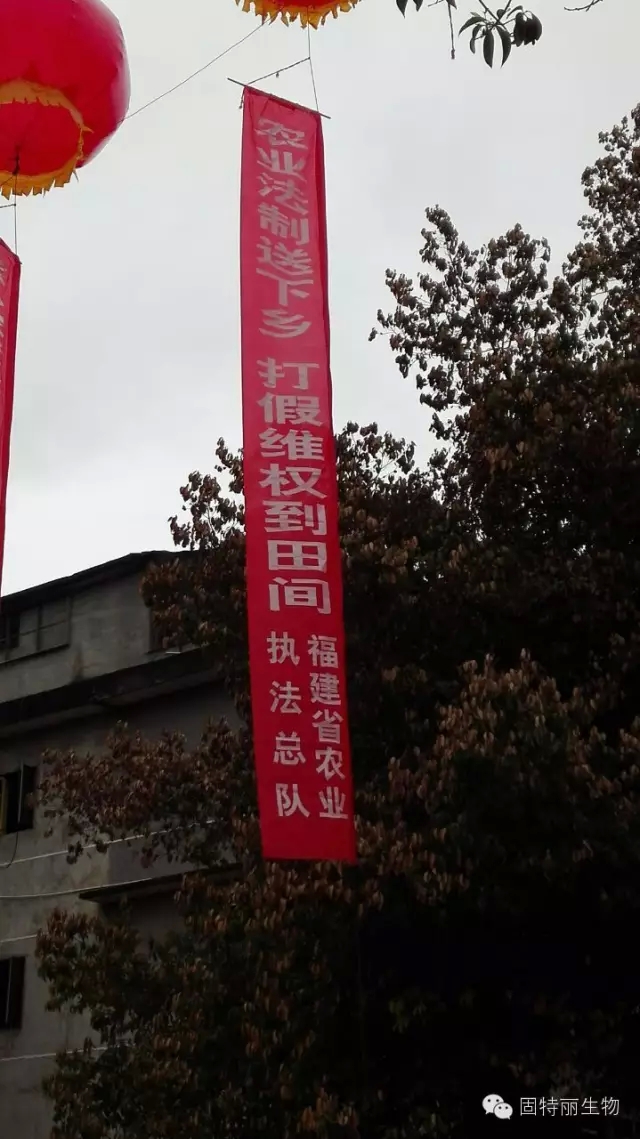 农业法制送下乡 打假维权到田间
福建省农业
执法总队
固特丽生物